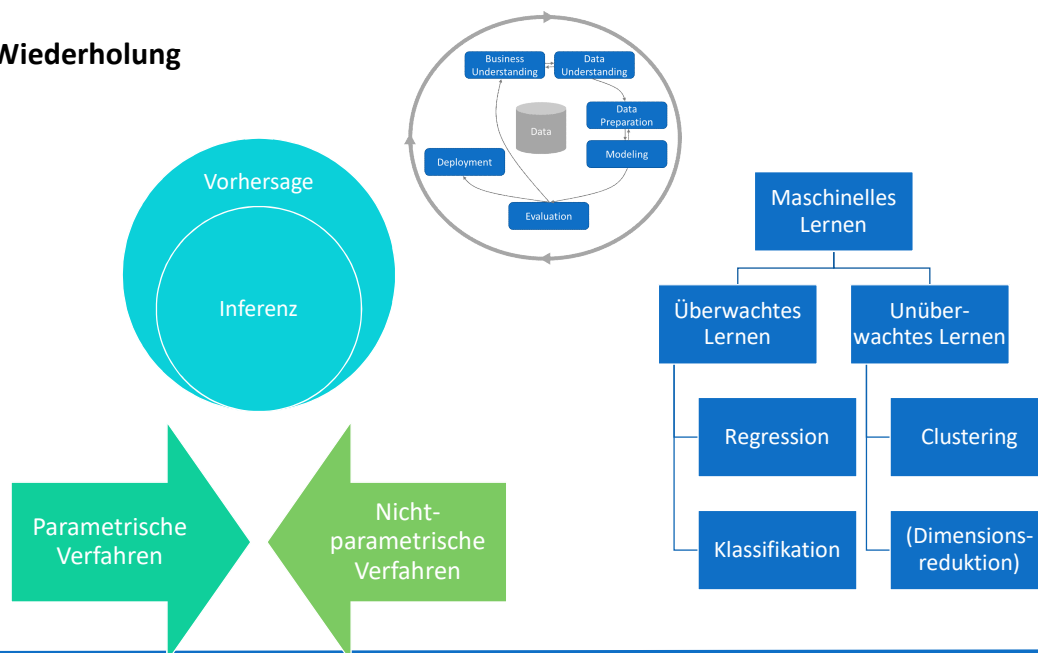 Wiederholung
Business
Understanding
Data
Understanding
Data
Preparation
Data
Modeling
Deployment
Evaluation
Vorhersage
Inferenz
Parametrische
Verfahren
Nicht-
parametrische
Verfahren
Maschinelles
Lernen
Überwachtes
Lernen
Unüber-
wachtes Lernen
Regression
Clustering
Klassifikation
(Dimensions-
reduktion)